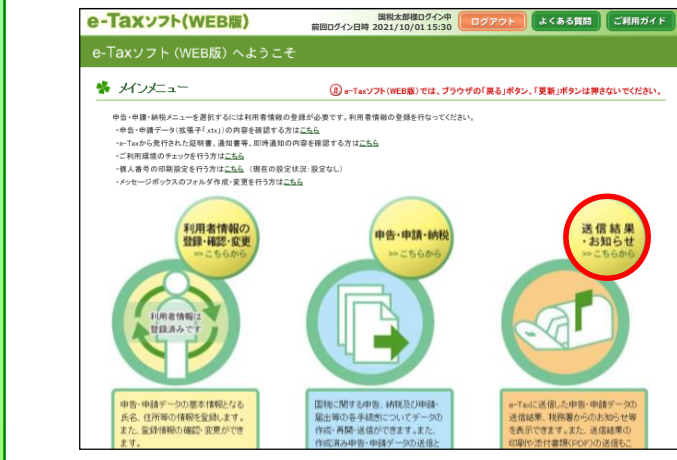 e-Taxソフト(WEB版)
国税太郎様ログイン中
前回ログイン日時 2021/10/01 15:30
ログアウト
よくある質問
ご利用ガイド
e-Taxソフト(WEB版)へようこそ
メインメニュー
e-Taxソフト(WEB版)では、ブラウザの「戻る」ボタン、「更新」ボタンは押さないでください。
申告・申請・納税メニューを選択するには利用者情報の登録が必要です。利用者情報の登録を行なってください。
・申告・申請データ(拡張子「.xtx」)の内容を確認する方はこちら
・e-Taxから発行された証明書、通知書等、即時通知の内容を確認する方はこちら
・ご利用環境のチェックを行う方はこちら
・個人番号の印刷設定を行う方はこちら (現在の設定状況:設定なし)
・メッセージボックスのフォルダ作成・変更を行う方はこちら
利用者情報の
登録・確認・変更
>>こちらから
利用者情報は
登録済みです
申告・申請データの基本情報となる
氏名、住所等の情報を登録します。
また、登録情報の確認・変更ができ
ます。
申告・申請・納税
>>こちらから
国税に関する申告、納税及び申請・
届出等の各手続きについてデータの
作成・再開・送信ができます。また、
作成済み申告・申請データの送信と
送信結果
・お知らせ
>>こちらから
e-Taxに送信した申告・申請データの
送信結果、税務署からのお知らせ等
を表示できます。また、送信結果の
印刷や添付書類(PDF)の送信もこ